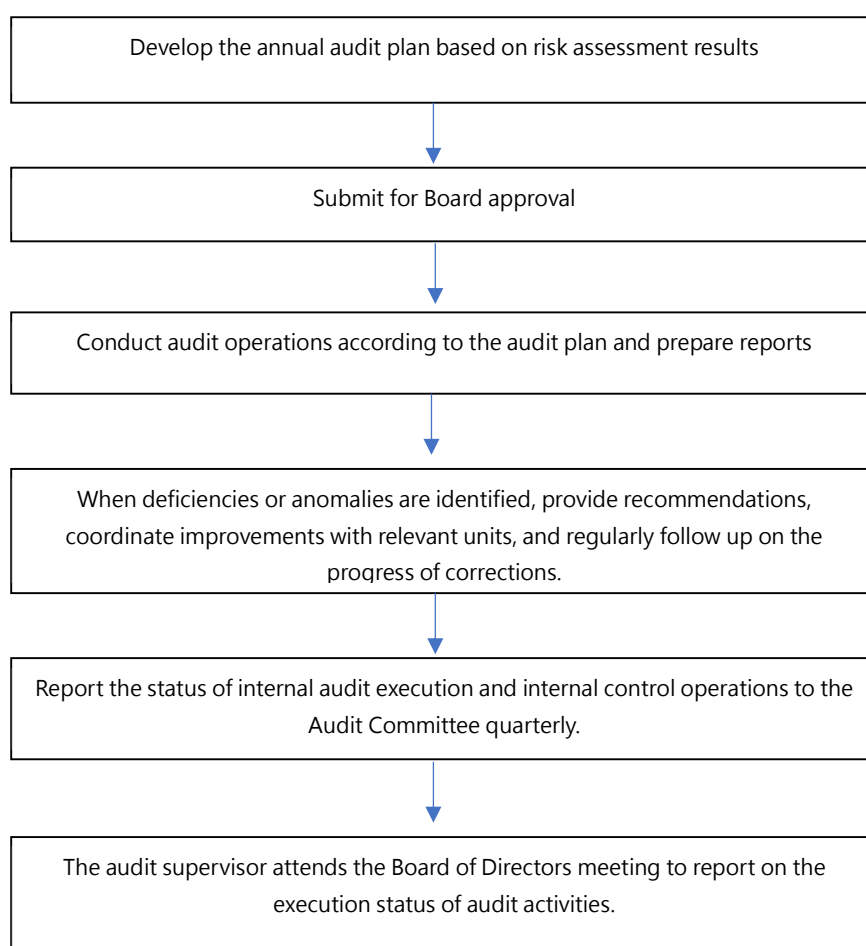 Develop the annual audit plan based on risk assessment results
Submit for Board approval
Conduct audit operations according to the audit plan and prepare reports
When deficiencies or anomalies are identified, provide recommendations,
coordinate improvements with relevant units, and regularly follow up on the
progress of corrections.
Report the status of internal audit execution and internal control operations to the
Audit Committee quarterly.
The audit supervisor attends the Board of Directors meeting to report on the
execution status of audit activities.